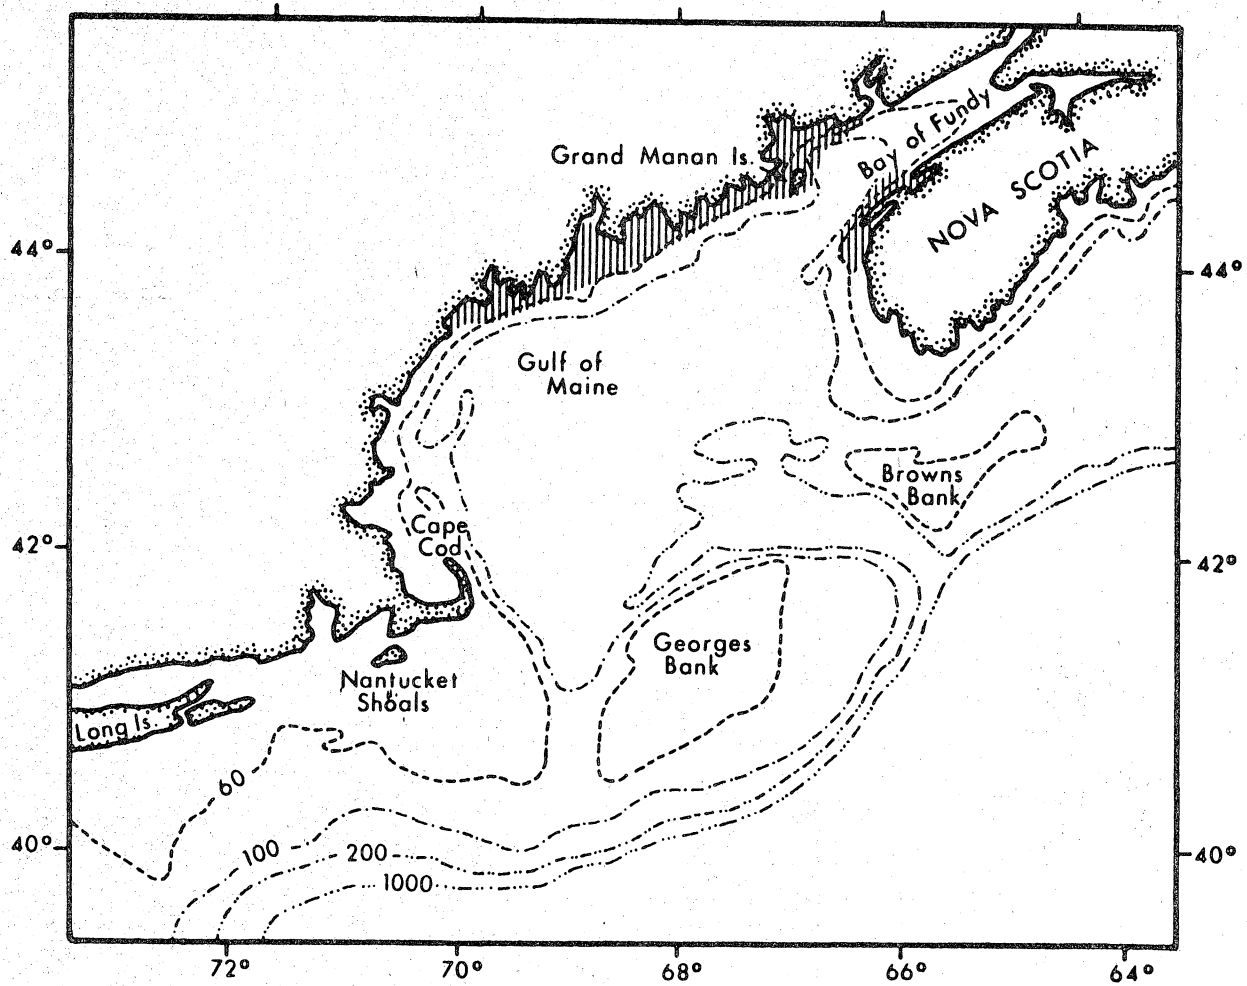 Grand Manan Is.
Bay of Fundy
NOVA SCOTIA
44°
44°
Gulf of
Maine
Browns
Bank
Cape
Cod
42°
42°
Georges
Bank
Nantucket
Shoals
Long Is.
60
100
200
1000
40°
40°
72°
70°
68°
66°
64°